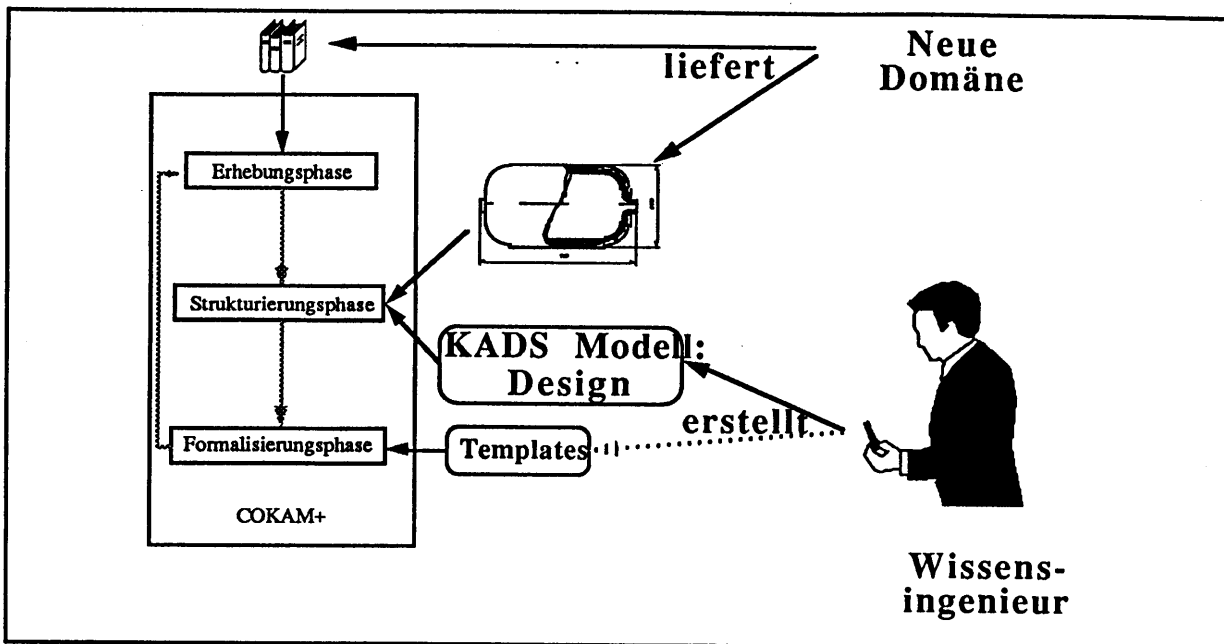 Neue
Domäne
liefert
Erhebungsphase
Strukturierungsphase
KADS Modell:
Design
erstellt
Formalisierungsphase
Templates
COKAM+
Wissens-
ingenieur